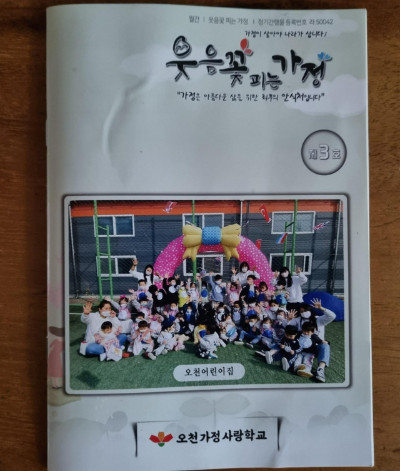 월간 | 웃음꽃 피는 가정 | 정기간행물 등록번호 라 50042
가정이 살아야 나라가 삽니다!
웃음꽃 피는 가정
"가정은 아름다운 삶을 위한 최후의 안식처입니다"
제3호
오천어린이집
오천가정사랑학교